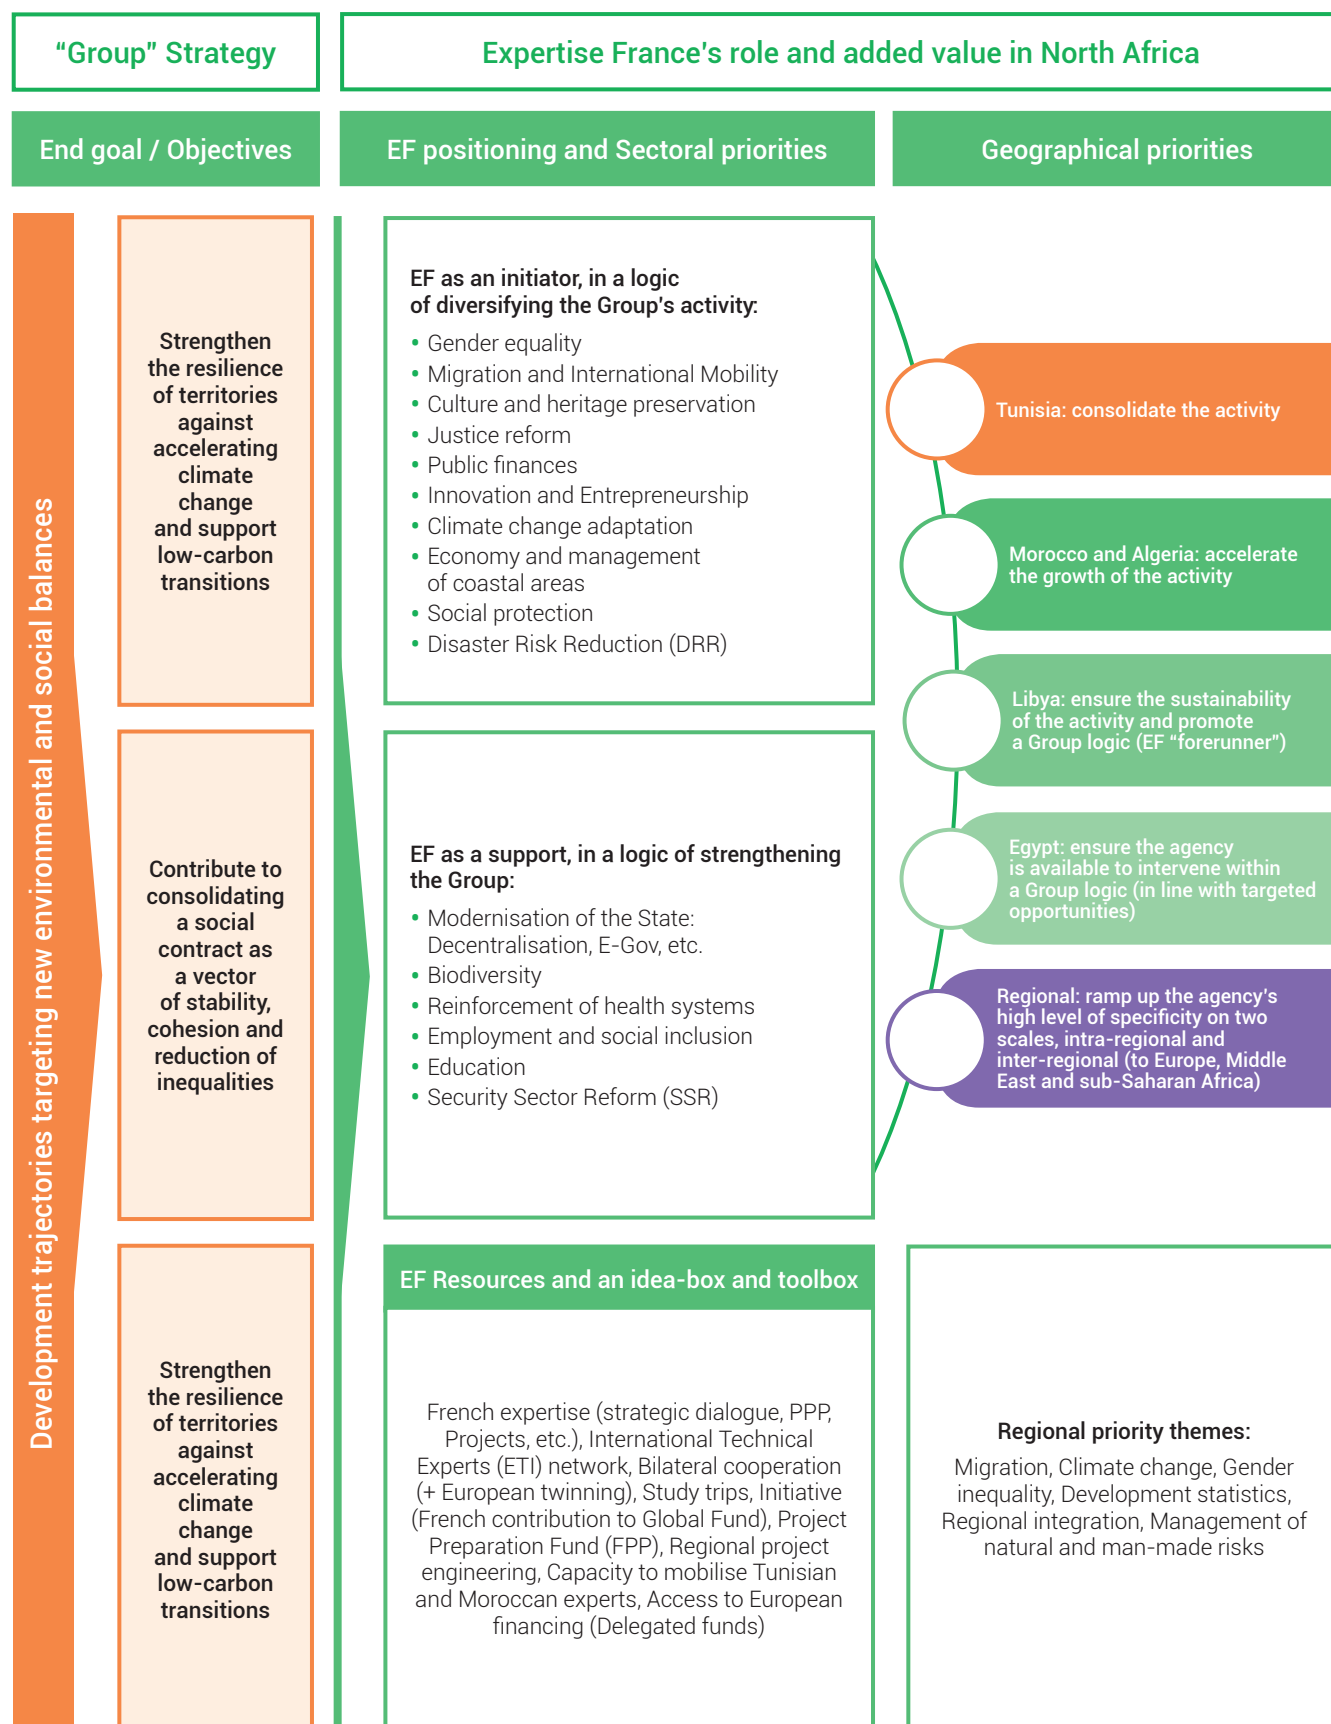 “Group” Strategy
Expertise France's role and added value in North Africa
End goal / Objectives
EF positioning and Sectoral priorities
Geographical priorities
Development trajectories targeting new environmental and social balances
Strengthen
the resilience
of territories
against
accelerating
climate
change
and support
low-carbon
transitions
Contribute to
consolidating
a social
contract as
a vector
of stability,
cohesion and
reduction of
inequalities
Strengthen
the resilience
of territories
against
accelerating
climate
change
and support
low-carbon
transitions
EF as an initiator, in a logic
of diversifying the Group's activity:
• Gender equality
• Migration and International Mobility
• Culture and heritage preservation
• Justice reform
• Public finances
• Innovation and Entrepreneurship
• Climate change adaptation
• Economy and management
of coastal areas
• Social protection
• Disaster Risk Reduction (DRR)
EF as a support, in a logic of strengthening
the Group:
• Modernisation of the State:
Decentralisation, E-Gov, etc.
• Biodiversity
• Reinforcement of health systems
• Employment and social inclusion
• Education
• Security Sector Reform (SSR)
EF Resources and an idea-box and toolbox
French expertise (strategic dialogue, PPP,
Projects, etc.), International Technical
Experts (ETI) network, Bilateral cooperation
(+ European twinning), Study trips, Initiative
(French contribution to Global Fund), Project
Preparation Fund (FPP), Regional project
engineering, Capacity to mobilise Tunisian
and Moroccan experts, Access to European
financing (Delegated funds)
Tunisia: consolidate the activity
Morocco and Algeria: accelerate
the growth of the activity
Libya: ensure the sustainability
of the activity and promote
a Group logic (EF “forerunner”)
Egypt: ensure the agency
is available to intervene within
a Group logic (in line with targeted
opportunities)
Regional: ramp up the agency's
high level of specificity on two
scales, intra-regional and
inter-regional (to Europe, Middle
East and sub-Saharan Africa)
Regional priority themes:
Migration, Climate change, Gender
inequality, Development statistics,
Regional integration, Management of
natural and man-made risks